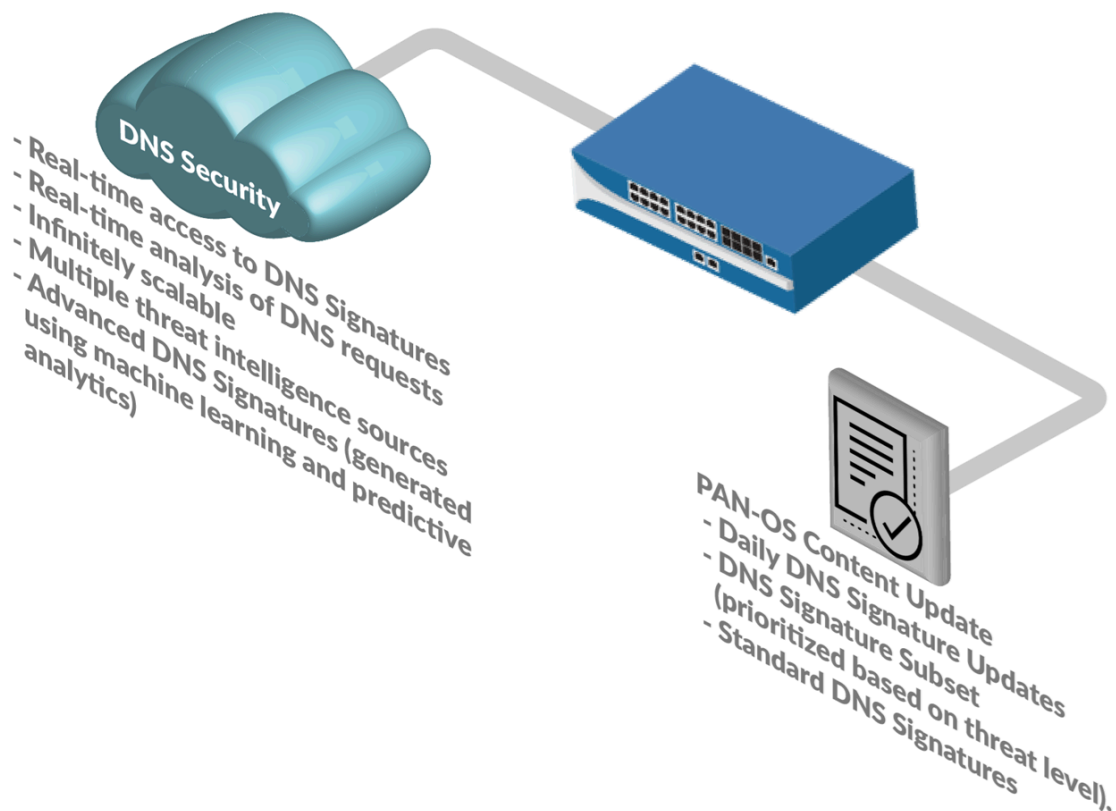 DNS Security
- Real-time access to DNS Signatures
- Real-time analysis of DNS requests
- Infinitely scalable
- Multiple threat intelligence sources
- Advanced DNS Signatures (generated
using machine learning and predictive
analytics)
PAN-OS Content Update
- Daily DNS Signature Updates
- DNS Signature Subset
(prioritized based on threat level).
- Standard DNS Signatures